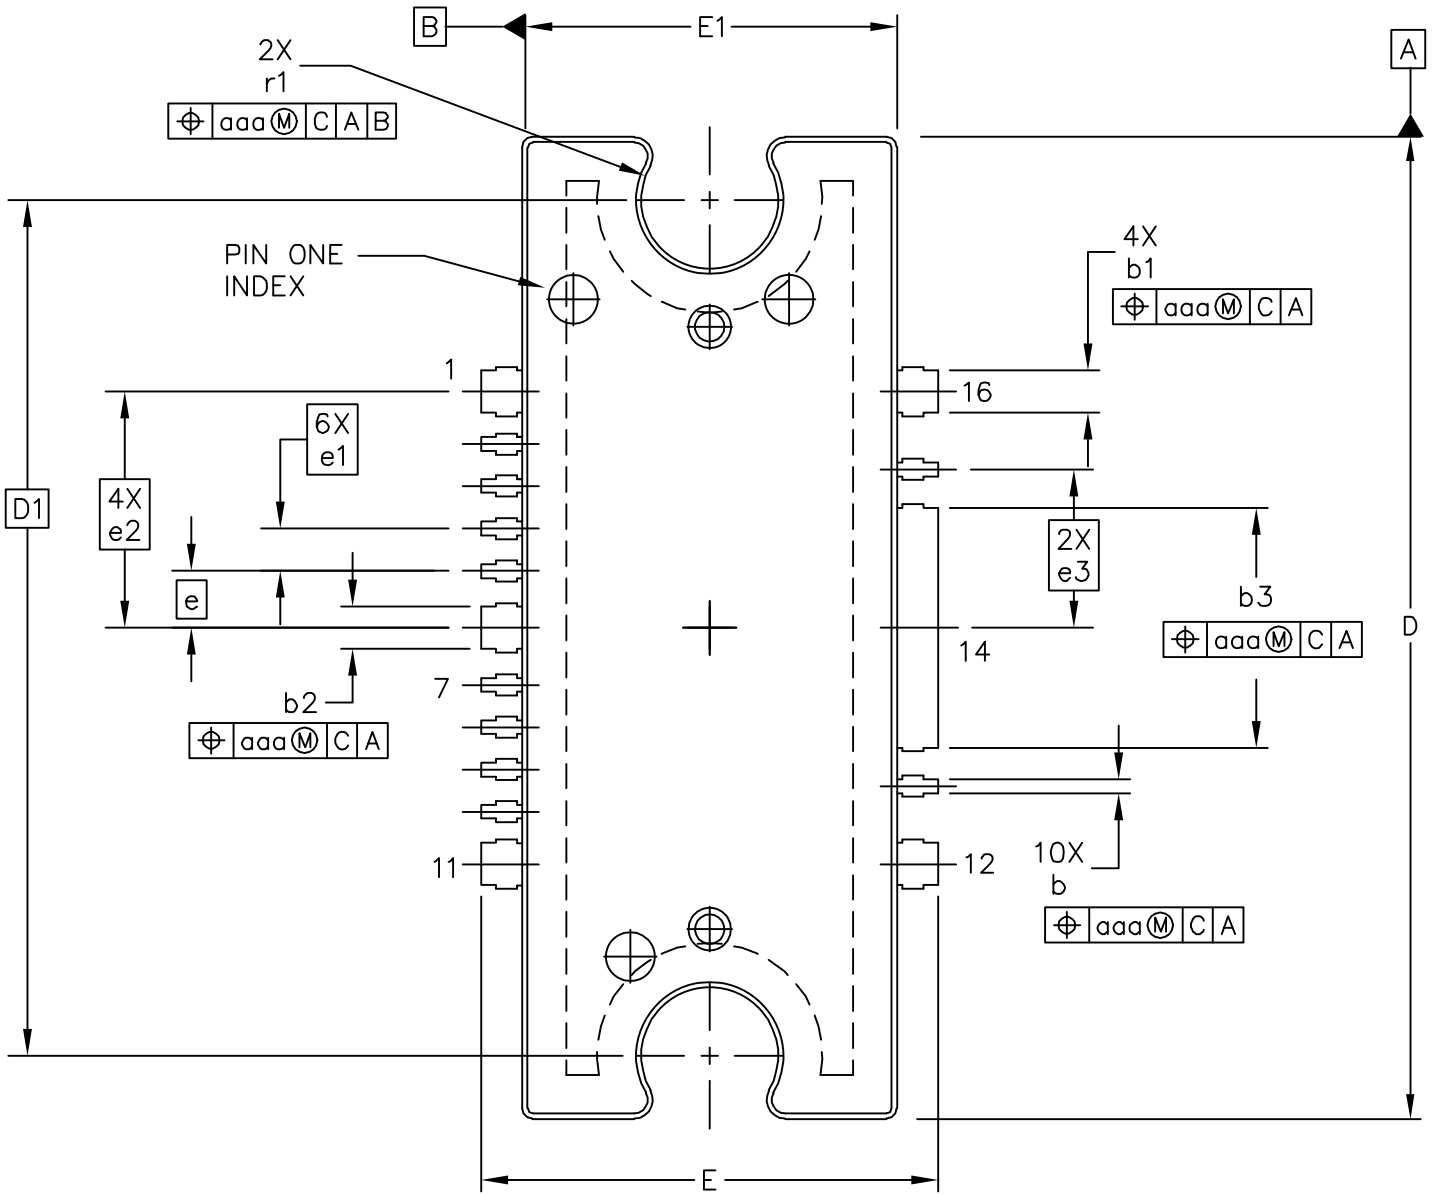 B
E1
A
2X
r1
⌖ aaa Ⓜ C A B
PIN ONE
INDEX
4X
b1
⌖ aaa Ⓜ C A
1
16
6X
e1
D1
4X
e2
2X
e3
e
b3
⌖ aaa Ⓜ C A
D
14
7
b2
⌖ aaa Ⓜ C A
11
12
10X
b
⌖ aaa Ⓜ C A
E